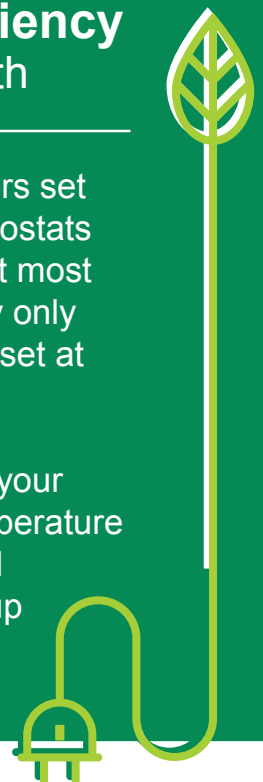 iency
th
rs set
ostats
t most
y only
set at
your
perature
up